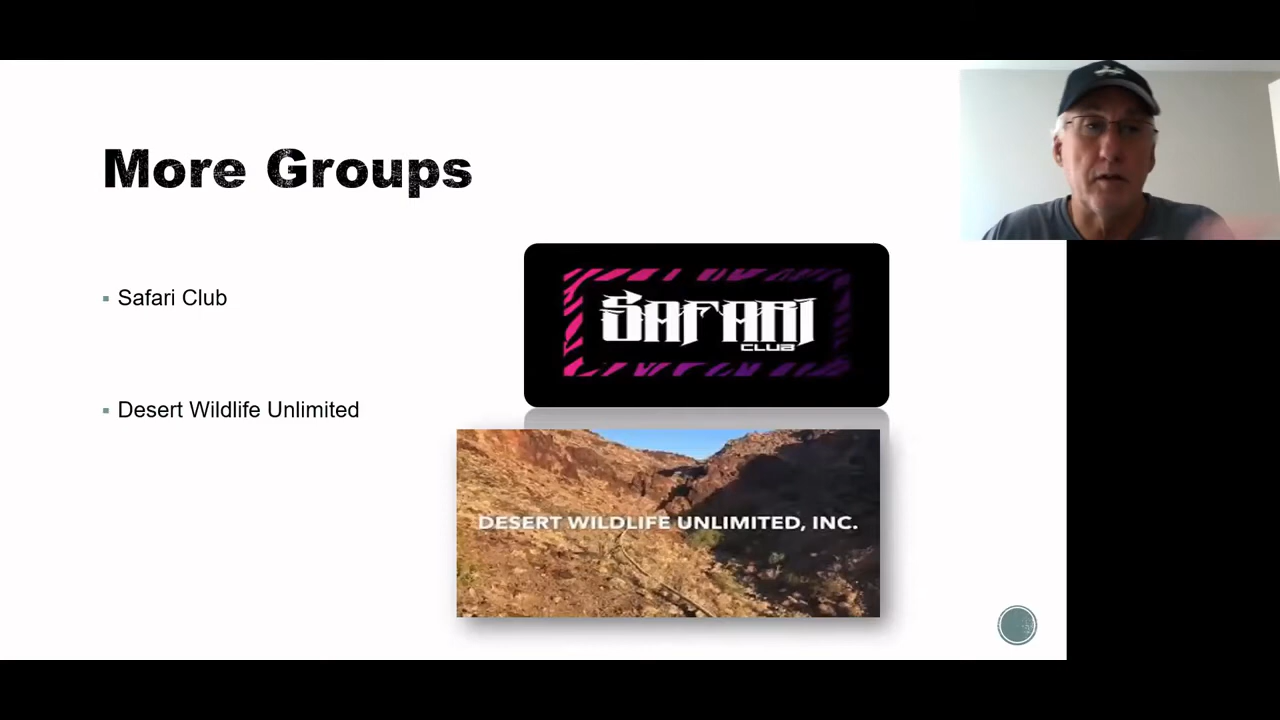 More Groups
Safari Club
SAFARI
CLUB
Desert Wildlife Unlimited
DESERT WILDLIFE UNLIMITED, INC.